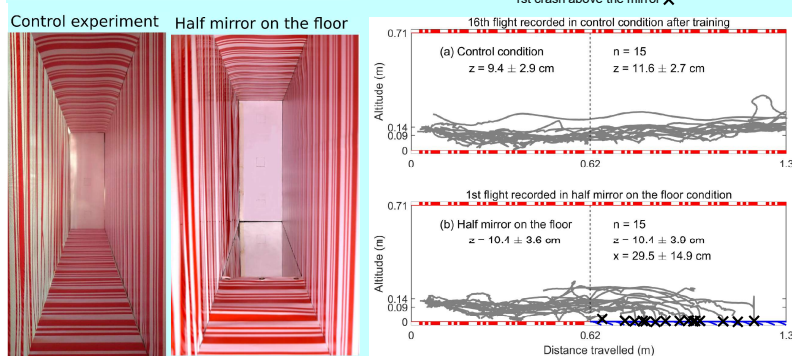 1st crash above the mirror X
Control experiment
Half mirror on the floor
16th flight recorded in control condition after training
0.71
(a) Control condition
n = 15
z = 9.4 ± 2.9 cm
z = 11.6 ± 2.7 cm
Altitude (m)
0.14
0.09
0
0
0.62
1.3
1st flight recorded in half mirror on the floor condition
0.71
(b) Half mirror on the floor
n = 15
z = 10.4 ± 3.6 cm
z = 10.4 ± 3.9 cm
x = 29.5 ± 14.9 cm
Altitude (m)
0.14
0.09
0
0
0.62
1.3
Distance travelled (m)